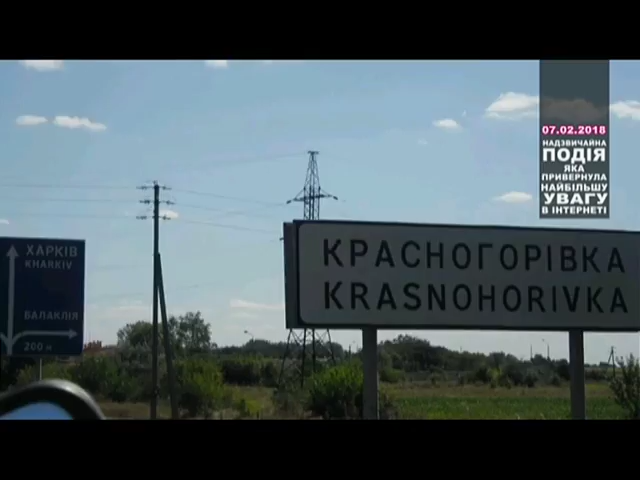 07.02.2018
НАДЗВИЧАЙНА
ПОДІЯ
ЯКА
ПРИВЕРНУЛА
НАЙБІЛЬШУ
УВАГУ
В ІНТЕРНЕТІ
КРАСНОГОРІВКА
KRASNOHORIVKA
ХАРКІВ
KHARKIV
БАЛАКЛІЯ
200 м